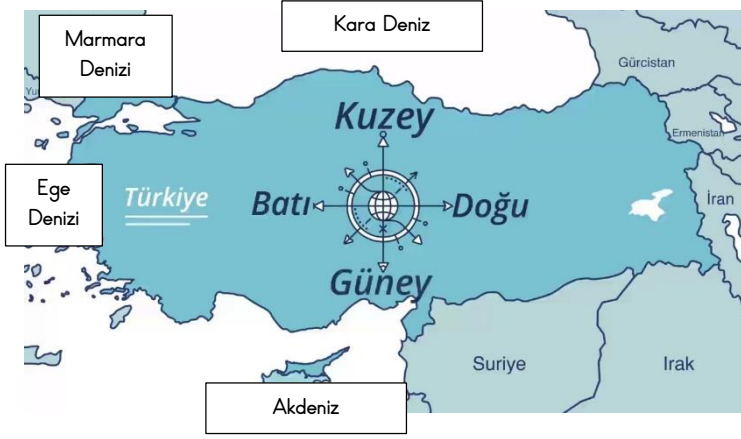 Kara Deniz
Marmara
Denizi
Gürcistan
Kuzey
Ermenistan
Ege
Denizi
Türkiye
Batı
Doğu
İran
Güney
Suriye
Irak
Akdeniz